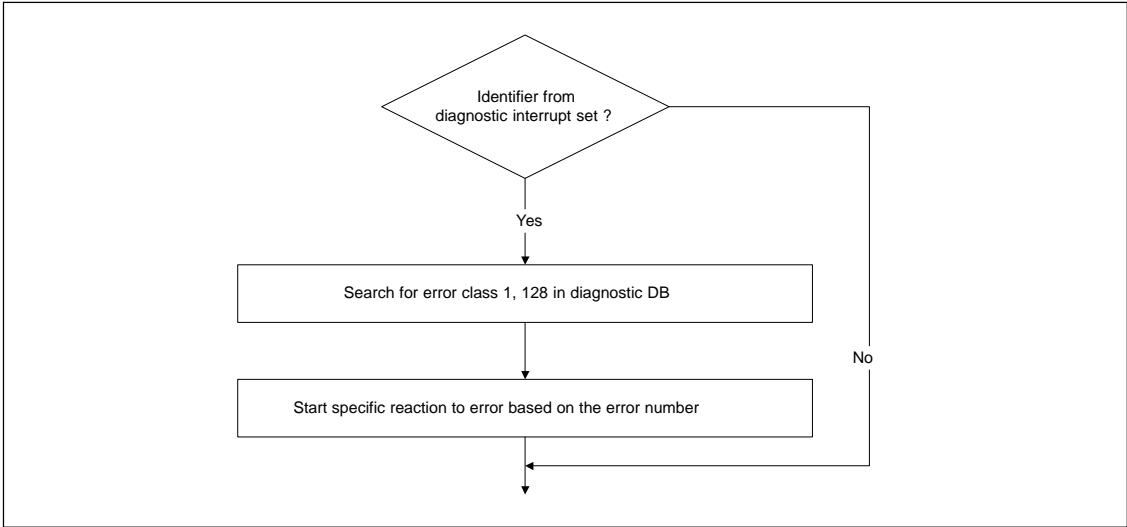 Identifier from
diagnostic interrupt set ?
Yes
Search for error class 1, 128 in diagnostic DB
No
Start specific reaction to error based on the error number